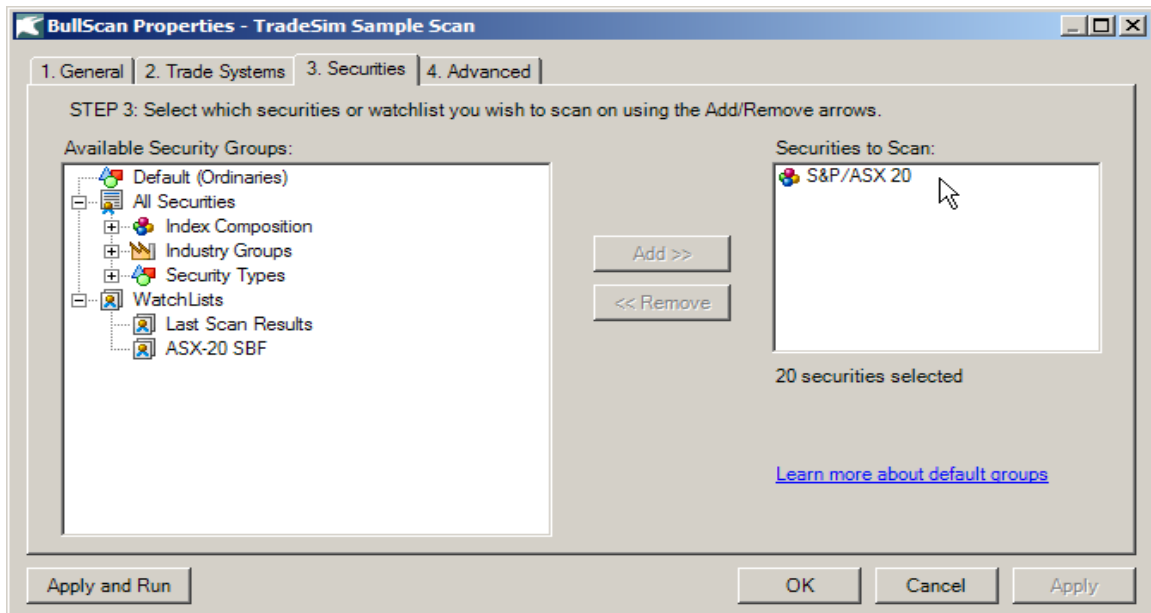 BullScan Properties - TradeSim Sample Scan
1. General 2. Trade Systems 3. Securities 4. Advanced
STEP 3: Select which securities or watchlist you wish to scan on using the Add/Remove arrows.
Available Security Groups:
Default (Ordinaries)
All Securities
Index Composition
Industry Groups
Security Types
WatchLists
Last Scan Results
ASX-20 SBF
Add >>
<< Remove
Securities to Scan:
S&P/ASX 20
20 securities selected
Learn more about default groups
Apply and Run OK Cancel Apply